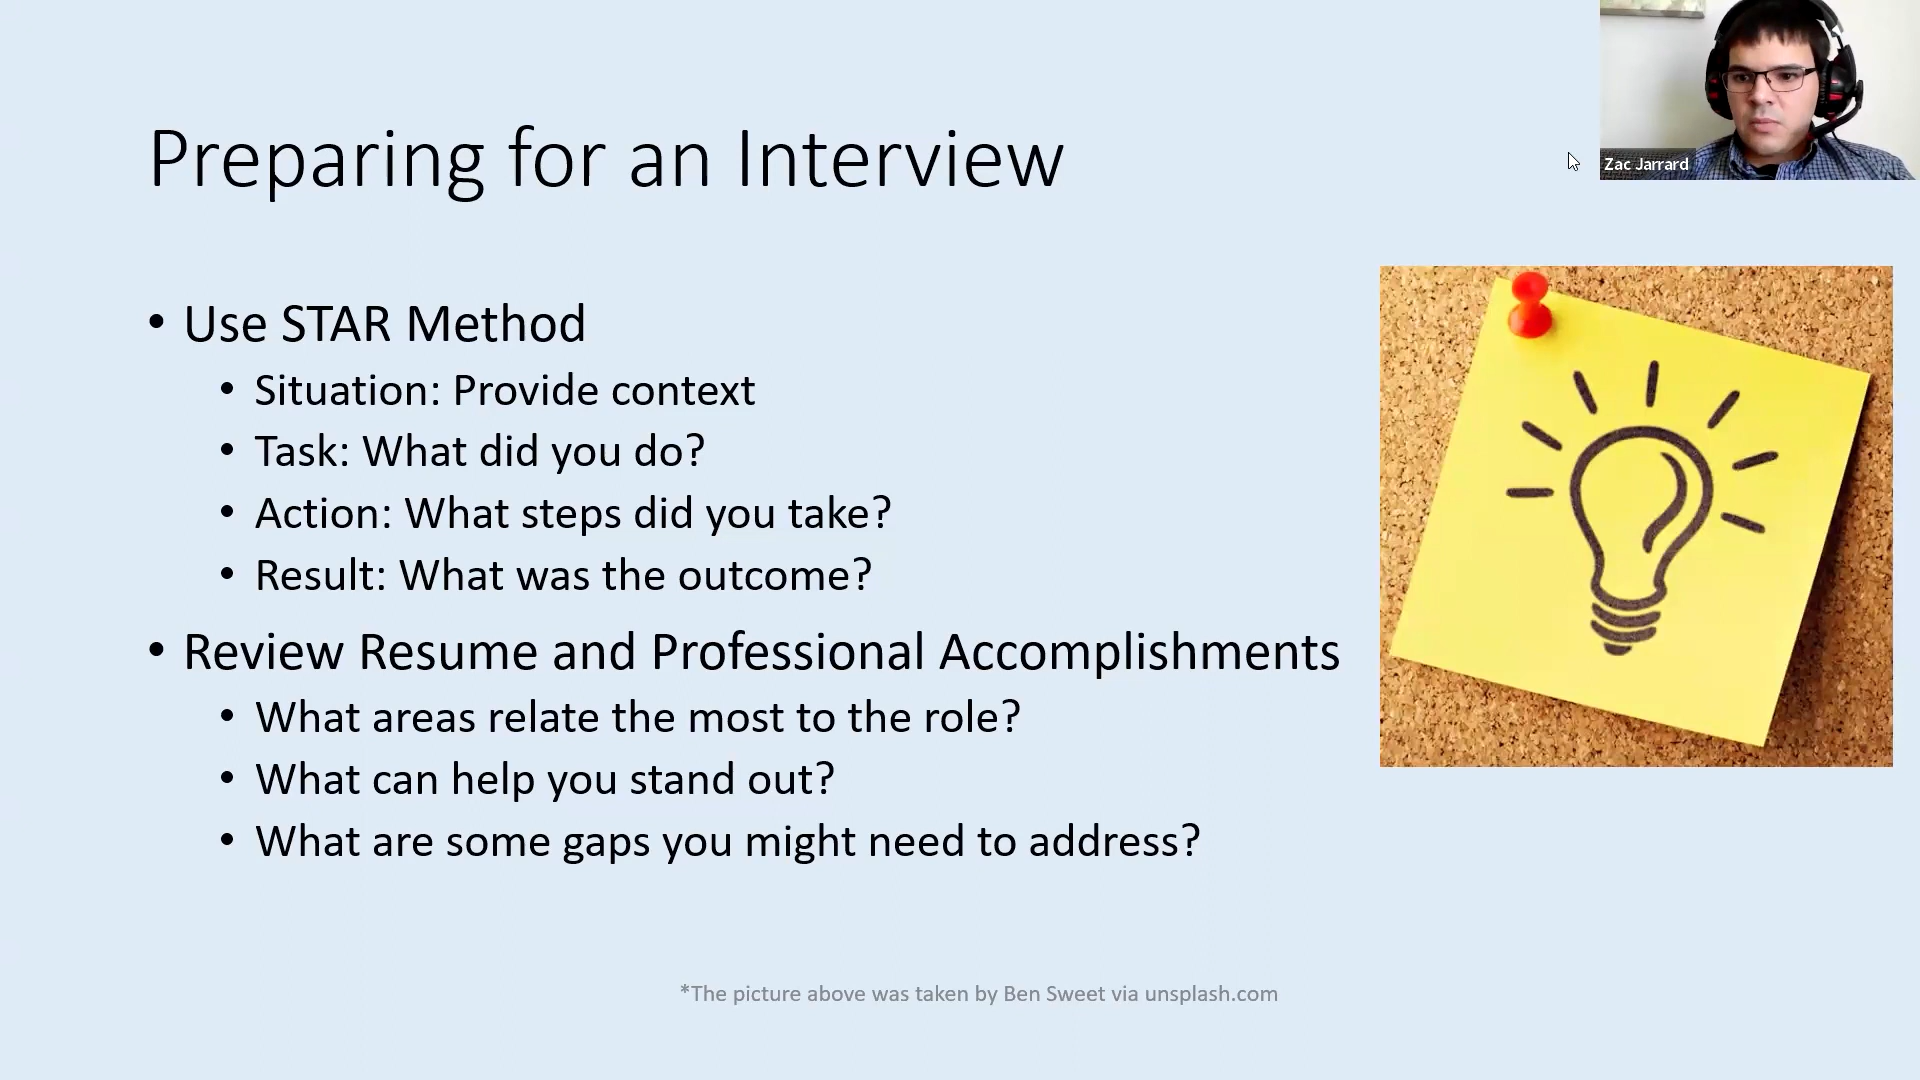 Zac Jarrard
Preparing for an Interview
• Use STAR Method
• Situation: Provide context
• Task: What did you do?
• Action: What steps did you take?
• Result: What was the outcome?
• Review Resume and Professional Accomplishments
• What areas relate the most to the role?
• What can help you stand out?
• What are some gaps you might need to address?
*The picture above was taken by Ben Sweet via unsplash.com